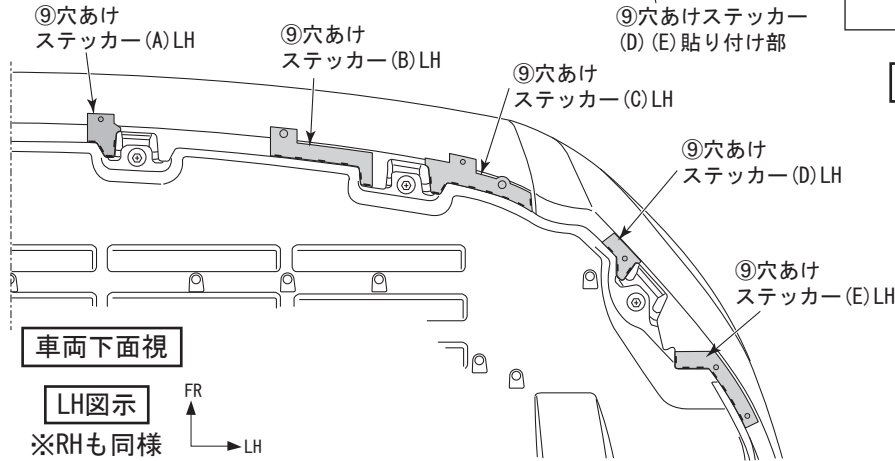 ⑨穴あけ
ステッカー(A)LH
⑨穴あけ
ステッカー(B)LH
⑨穴あけ
ステッカー(C)LH
⑨穴あけステッカー
(D)(E)貼り付け部
⑨穴あけ
ステッカー(D)LH
⑨穴あけ
ステッカー(E)LH
車両下面視
LH図示
※RHも同様
FR
LH